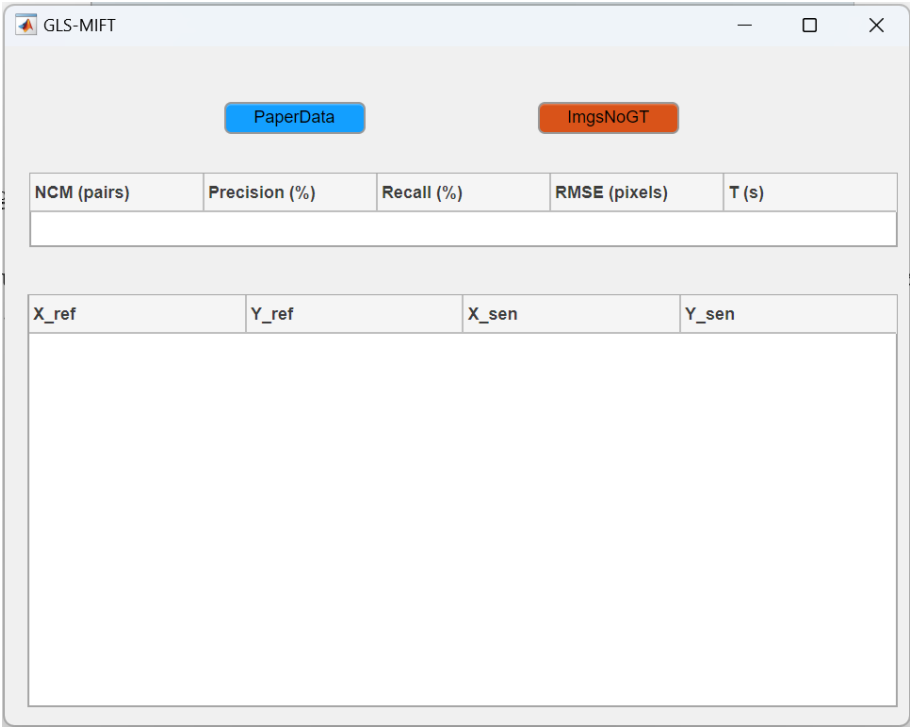 GLS-MIFT
PaperData ImgsNoGT
NCM (pairs) Precision (%) Recall (%) RMSE (pixels) T (s)
X_ref Y_ref X_sen Y_sen